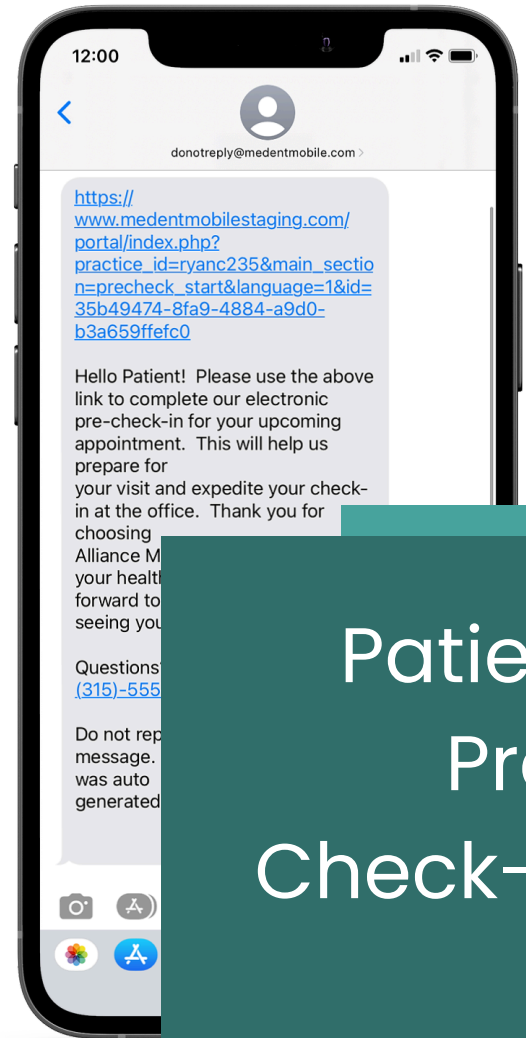 12:00
donotreply@medentmobile.com
https://
www.medentmobilestaging.com/
portal/index.php?
practice_id=ryanc235&main_sectio
n=precheck_start&language=1&id=
35b49474-8fa9-4884-a9d0-
b3a659ffefc0
Hello Patient!  Please use the above
link to complete our electronic
pre-check-in for your upcoming
appointment.  This will help us
prepare for
your visit and expedite your check-
in at the office.  Thank you for
choosing
Alliance M
your healt
forward to
seeing you
Questions?
(315)-555
Do not rep
message.
was auto
generated
Patie
Pr
Check-